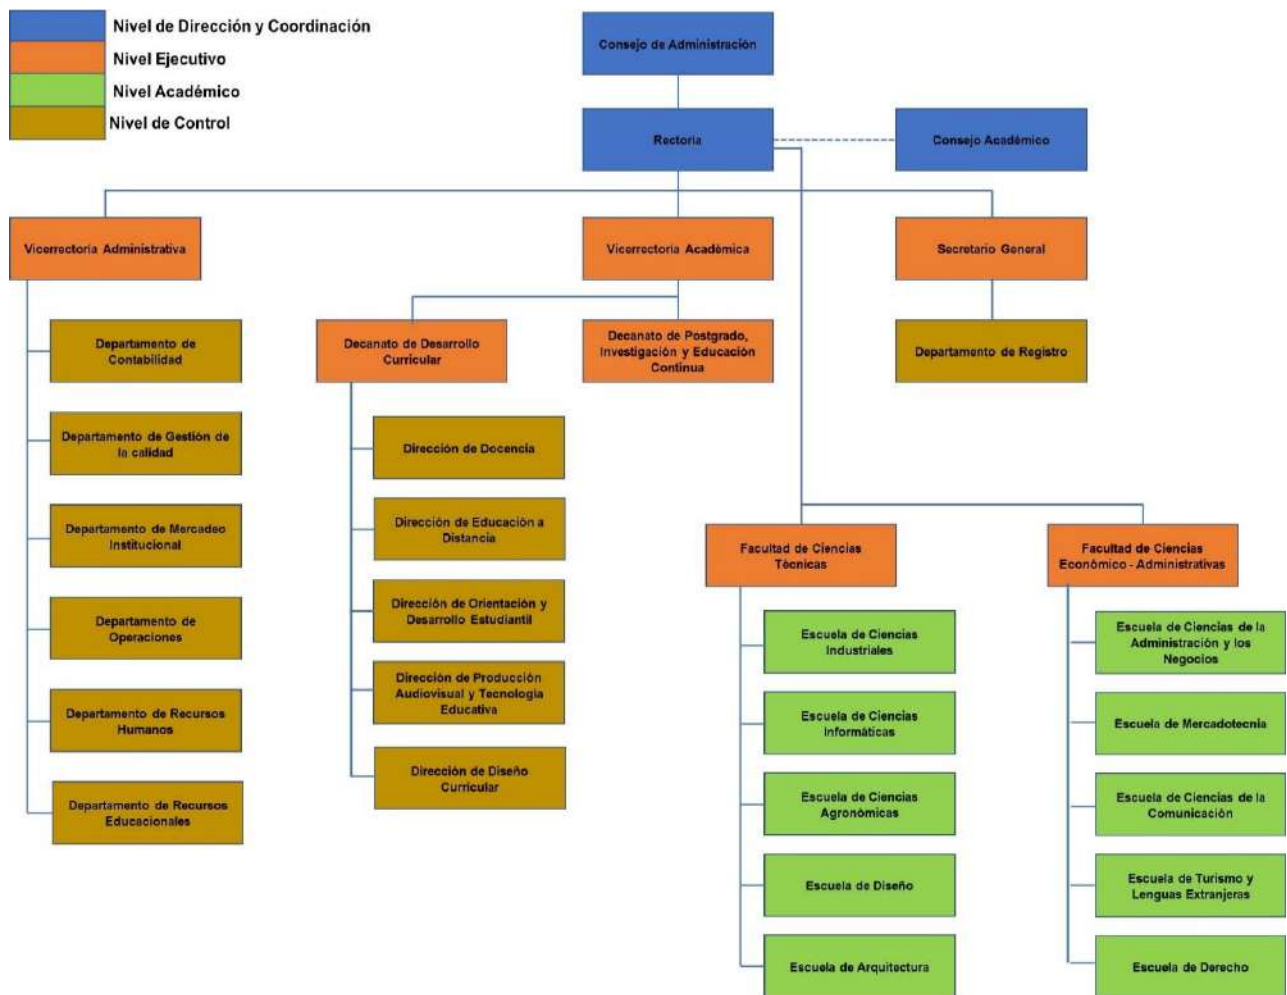 Nivel de Dirección y Coordinación
Nivel Ejecutivo
Nivel Académico
Nivel de Control
Consejo de Administración
Rectoría
Consejo Académico
Vicerrectoría Administrativa
Vicerrectoría Académica
Secretario General
Departamento de
Contabilidad
Decanato de Desarrollo
Curricular
Decanato de Postgrado,
Investigación y Educación
Continua
Departamento de Registro
Departamento de Gestión de
la calidad
Departamento de Mercadeo
Institucional
Departamento de
Operaciones
Departamento de Recursos
Humanos
Departamento de Recursos
Educacionales
Dirección de Docencia
Dirección de Educación a
Distancia
Dirección de Orientación y
Desarrollo Estudiantil
Dirección de Producción
Audiovisual y Tecnología
Educativa
Dirección de Diseño
Curricular
Facultad de Ciencias
Técnicas
Escuela de Ciencias
Industriales
Escuela de Ciencias
Informáticas
Escuela de Ciencias
Agronómicas
Escuela de Diseño
Escuela de Arquitectura
Facultad de Ciencias
Económico - Administrativas
Escuela de Ciencias de la
Administración y los
Negocios
Escuela de Mercadotecnia
Escuela de Ciencias de la
Comunicación
Escuela de Turismo y
Lenguas Extranjeras
Escuela de Derecho